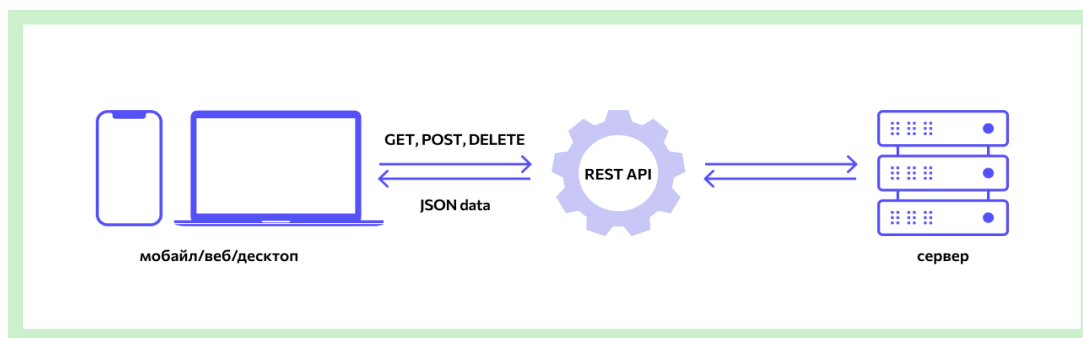 GET, POST, DELETE
REST API
JSON data
мобайл/веб/десктоп
сервер